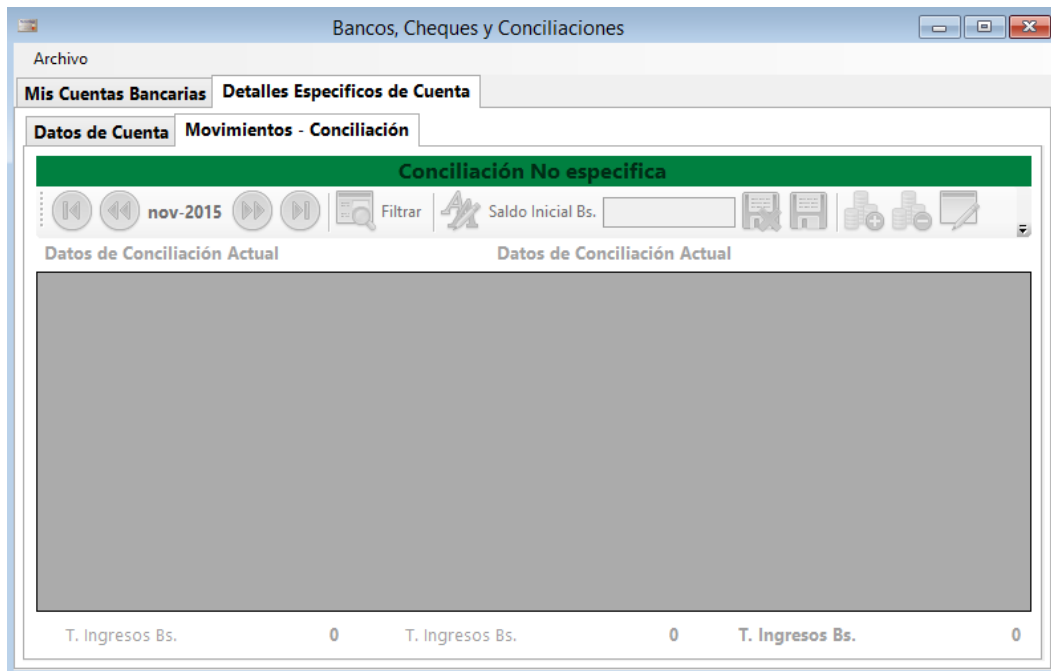 Bancos, Cheques y Conciliaciones
Archivo
Mis Cuentas Bancarias Detalles Especificos de Cuenta
Datos de Cuenta Movimientos - Conciliación
Conciliación No especifica
nov-2015 Filtrar Saldo Inicial Bs.
Datos de Conciliación Actual Datos de Conciliación Actual
T. Ingresos Bs. 0 T. Ingresos Bs. 0 T. Ingresos Bs. 0